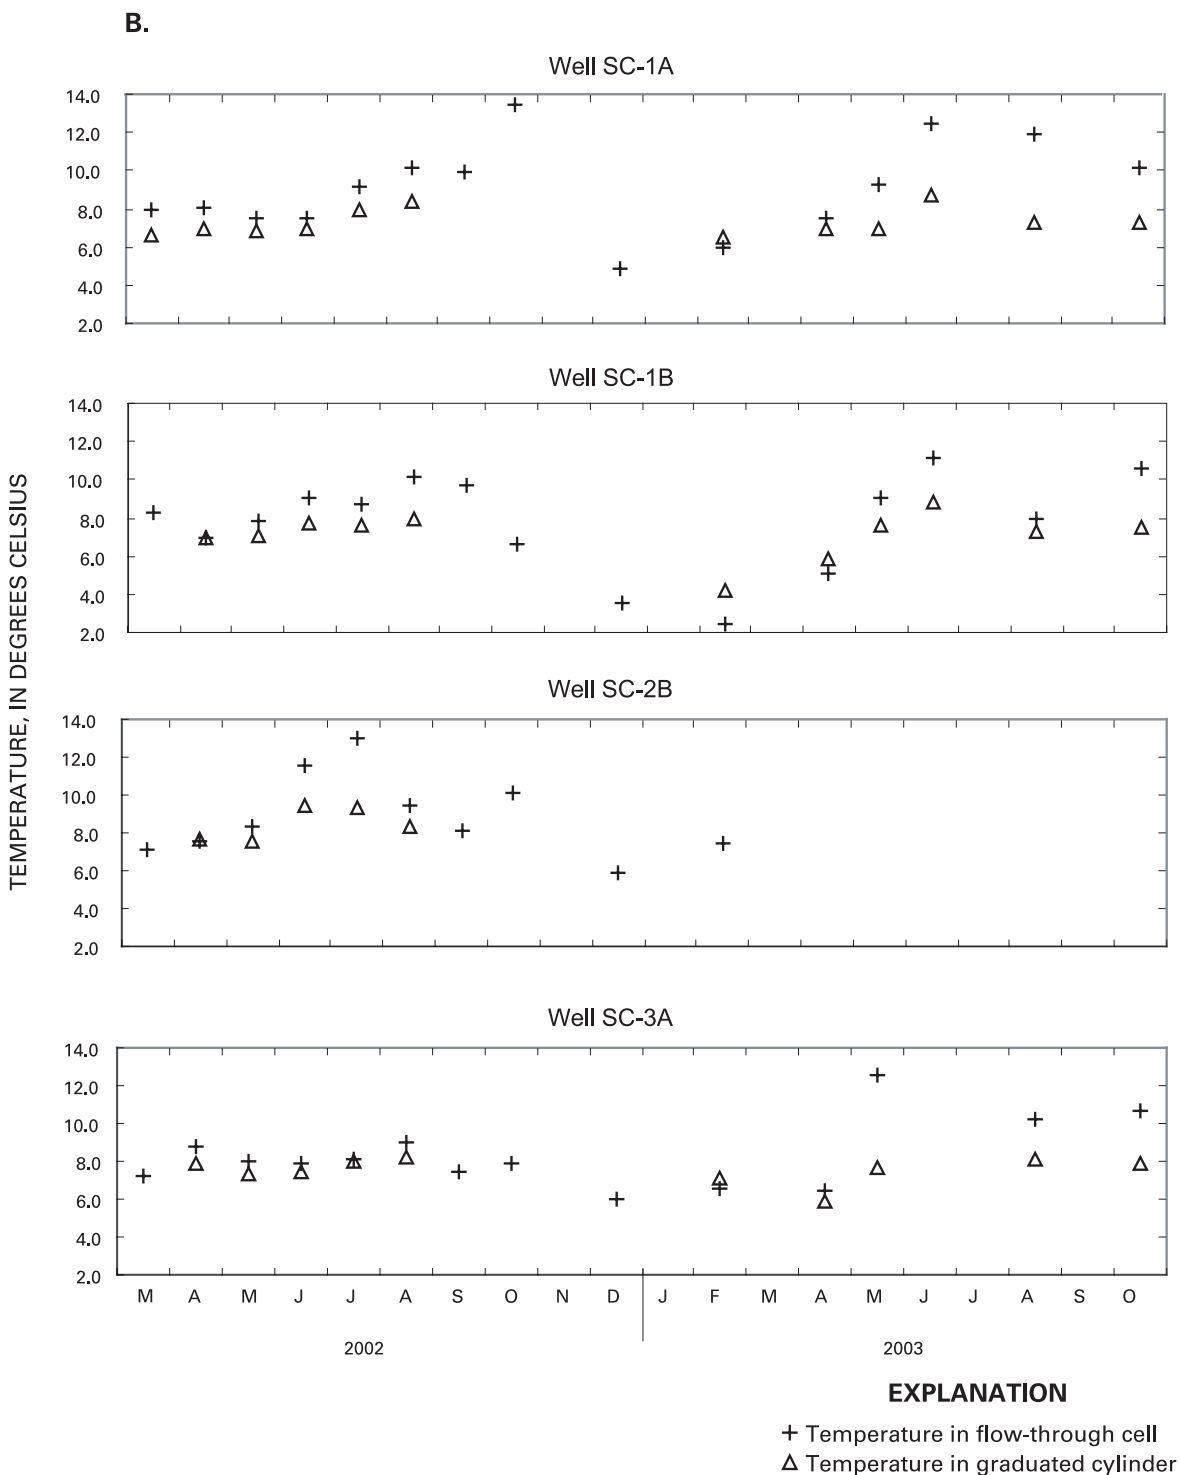 B.
Well SC-1A
14.0
12.0
10.0
8.0
6.0
4.0
2.0
Well SC-1B
14.0
12.0
10.0
8.0
6.0
4.0
2.0
TEMPERATURE, IN DEGREES CELSIUS
Well SC-2B
14.0
12.0
10.0
8.0
6.0
4.0
2.0
Well SC-3A
14.0
12.0
10.0
8.0
6.0
4.0
2.0
M A M J J A S O N D J F M A M J J A S O
2002 2003
EXPLANATION
+ Temperature in flow-through cell
△ Temperature in graduated cylinder